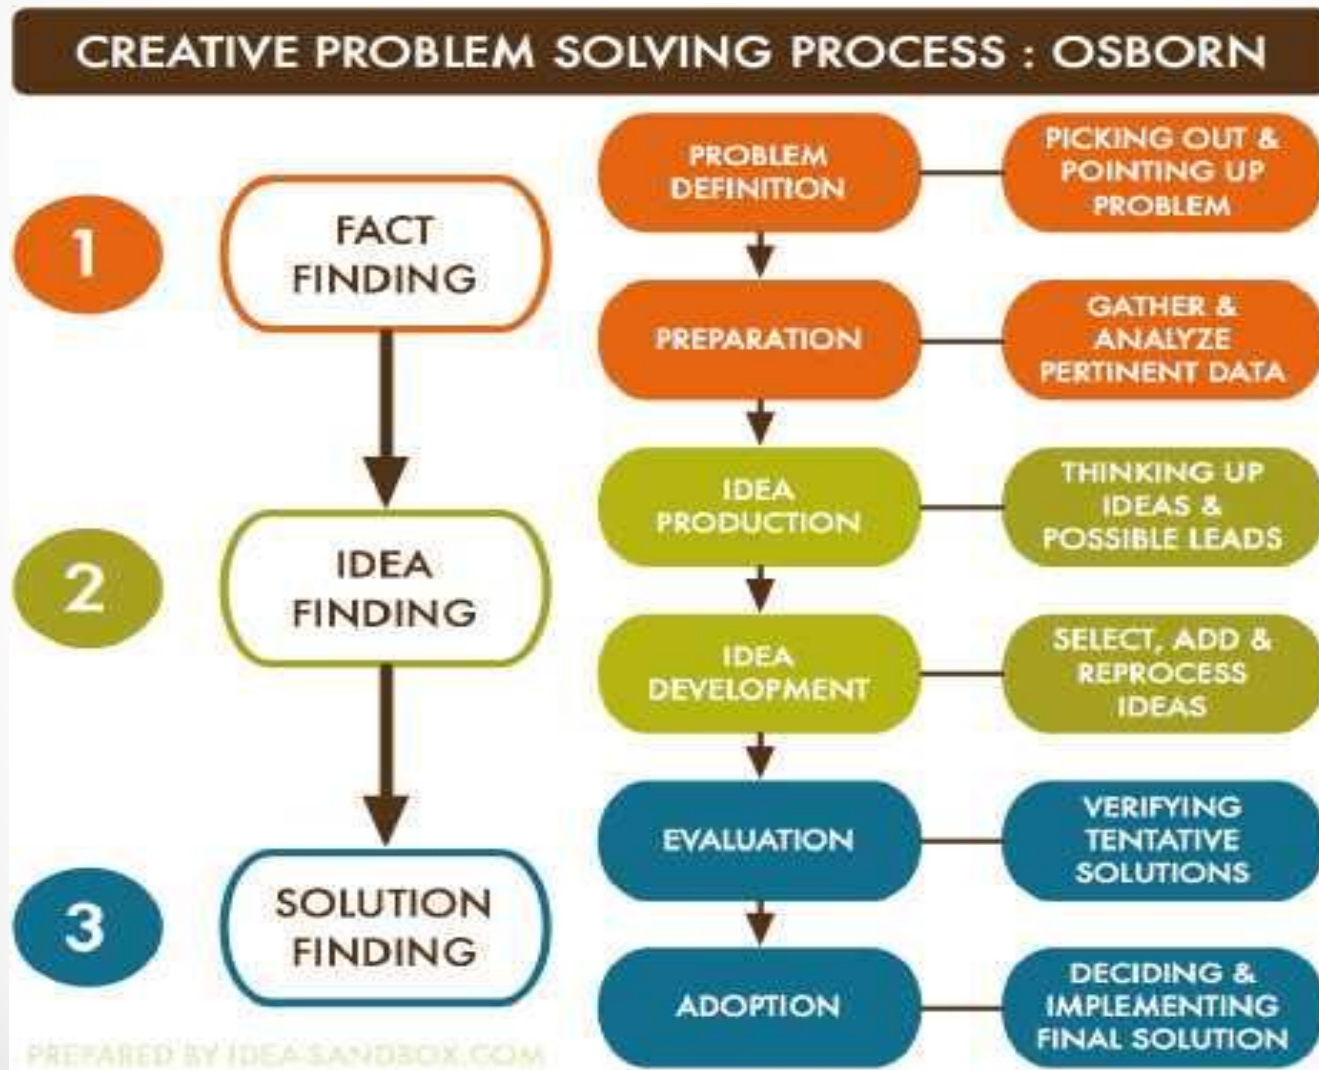 CREATIVE PROBLEM SOLVING PROCESS : OSBORN
1
FACT
FINDING
PROBLEM
DEFINITION
PICKING OUT &
POINTING UP
PROBLEM
PREPARATION
GATHER &
ANALYZE
PERTINENT DATA
2
IDEA
FINDING
IDEA
PRODUCTION
THINKING UP
IDEAS &
POSSIBLE LEADS
IDEA
DEVELOPMENT
SELECT, ADD &
REPROCESS
IDEAS
3
SOLUTION
FINDING
EVALUATION
VERIFYING
TENTATIVE
SOLUTIONS
ADOPTION
DECIDING &
IMPLEMENTING
FINAL SOLUTION
PREPARED BY IDEA-SANDBOX.COM